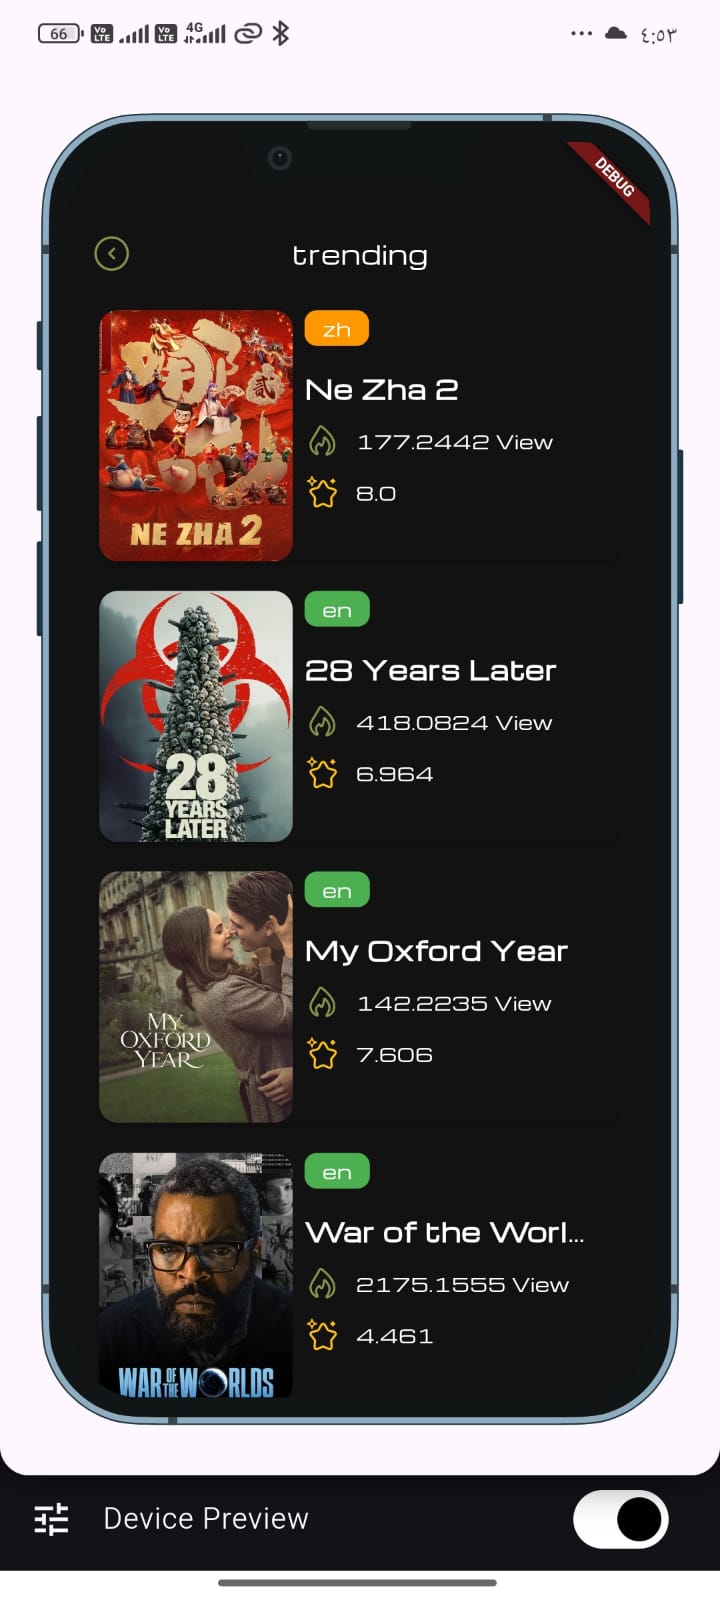 66 Vo LTE Vo LTE 4G ... ٤:٥٣
DEBUG
trending
哪吒
贰
NE ZHA 2
zh
Ne Zha 2
177.2442 View
8.0
28
YEARS
LATER
en
28 Years Later
418.0824 View
6.964
MY
OXFORD
YEAR
en
My Oxford Year
142.2235 View
7.606
WAR OF THE WORLDS
en
War of the Worl...
2175.1555 View
4.461
Device Preview